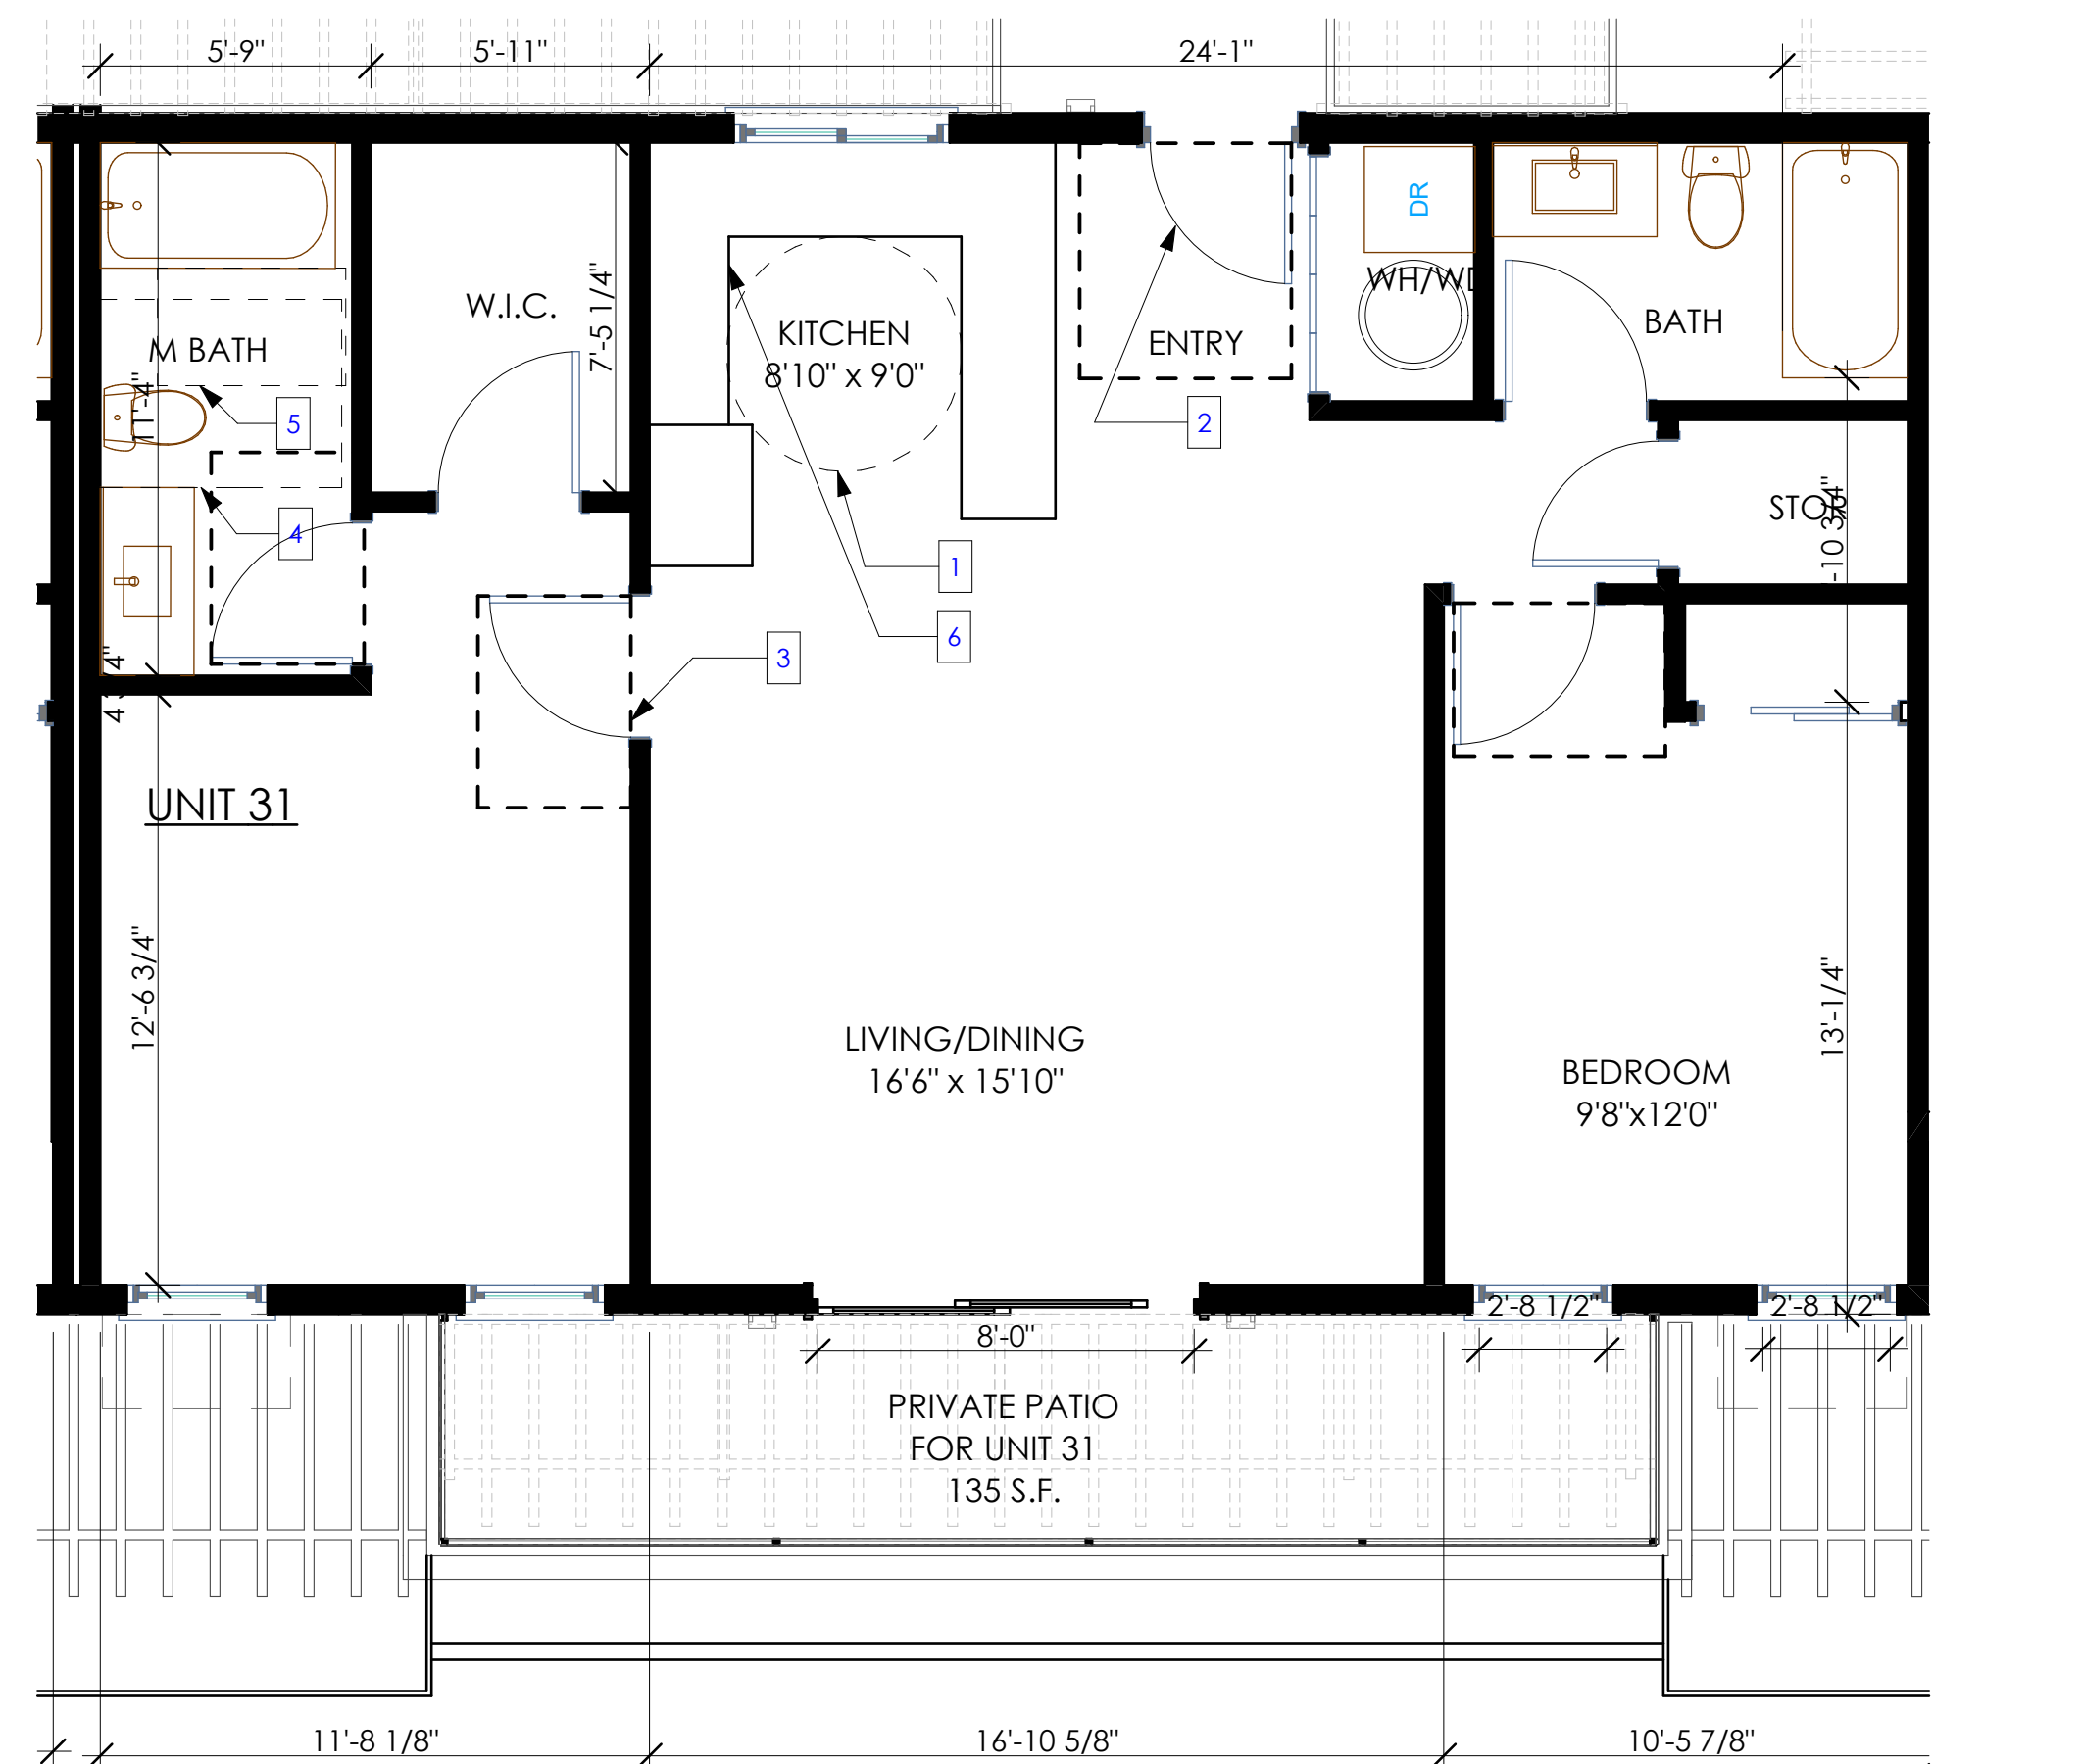 5'-9"
5'-11"
24'-1"
DR
WH/WD
W.I.C.
7'-5 1/4"
KITCHEN
8'10" x 9'0"
ENTRY
BATH
M BATH
11'-4"
5
2
4
STOR
1
6
3
UNIT 31
12'-6 3/4"
13'-1/4"
LIVING/DINING
16'6" x 15'10"
BEDROOM
9'8"x12'0"
2'-8 1/2"
2'-8 1/2"
8'-0"
PRIVATE PATIO
FOR UNIT 31
135 S.F.
11'-8 1/8"
16'-10 5/8"
10'-5 7/8"